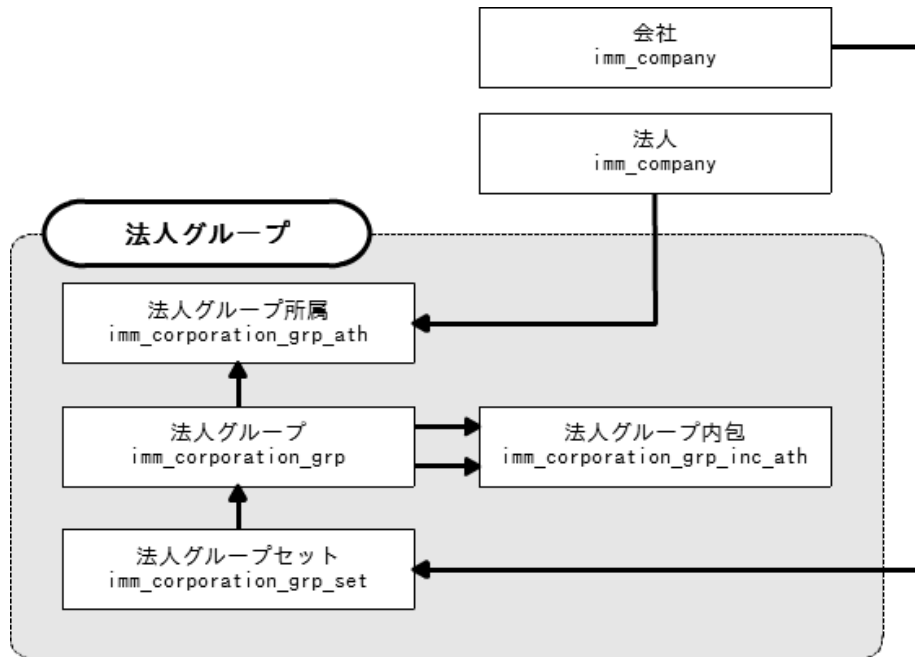 会社
imm_company
法人
imm_company
法人グループ
法人グループ所属
imm_corporation_grp_ath
法人グループ
imm_corporation_grp
法人グループ内包
imm_corporation_grp_inc_ath
法人グループセット
imm_corporation_grp_set